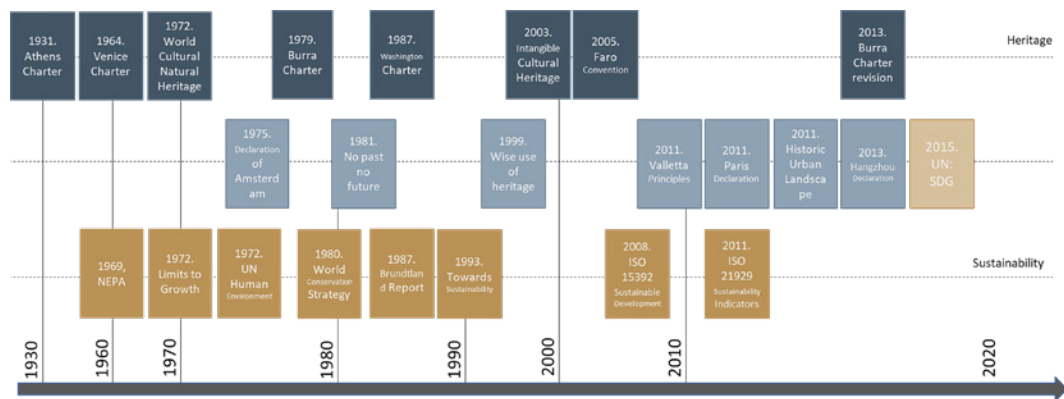 1931.
Athens
Charter
1964.
Venice
Charter
1972.
World
Cultural
Natural
Heritage
1979.
Burra
Charter
1987.
Washington
Charter
2003.
Intangible
Cultural
Heritage
2005.
Faro
Convention
2013.
Burra
Charter
revision
Heritage
1975.
Declaration
of
Amsterd
am
1981.
No past
no
future
1999.
Wise use
of
heritage
2011.
Valletta
Principles
2011.
Paris
Declaration
2011.
Historic
Urban
Landsca
pe
2013.
Hangzhou
Declaration
2015.
UN:
SDG
1969,
NEPA
1972.
Limits to
Growth
1972.
UN
Human
Environment
1980.
World
Conservation
Strategy
1987.
Brundtlan
d Report
1993.
Towards
Sustainability
2008.
ISO
15392
Sustainable
Development
2011.
ISO
21929
Sustainability
Indicators
Sustainability
1930
1960
1970
1980
1990
2000
2010
2020